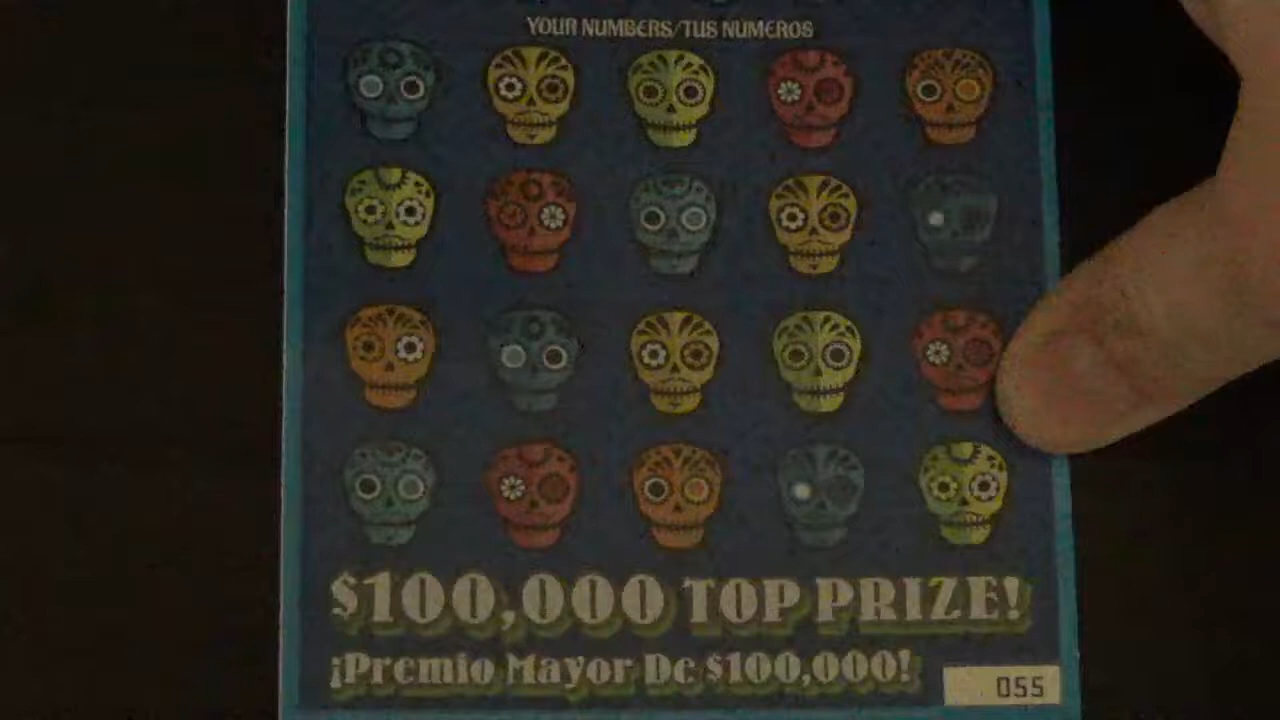 YOUR NUMBERS/TUS NUMEROS
$100,000 TOP PRIZE!
¡Premio Mayor De $100,000!
055